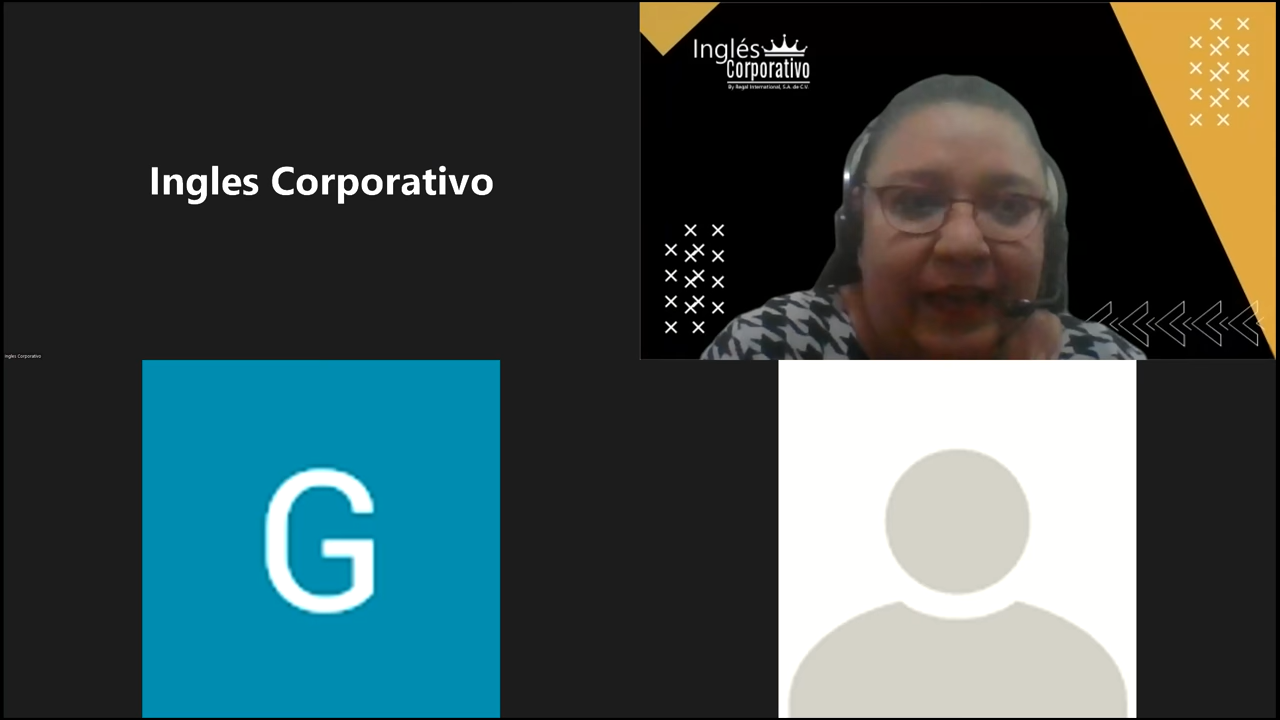 Ingles Corporativo
Inglés
Corporativo
By Regal International, S.A. de C.V.
Ingles Corporativo
G